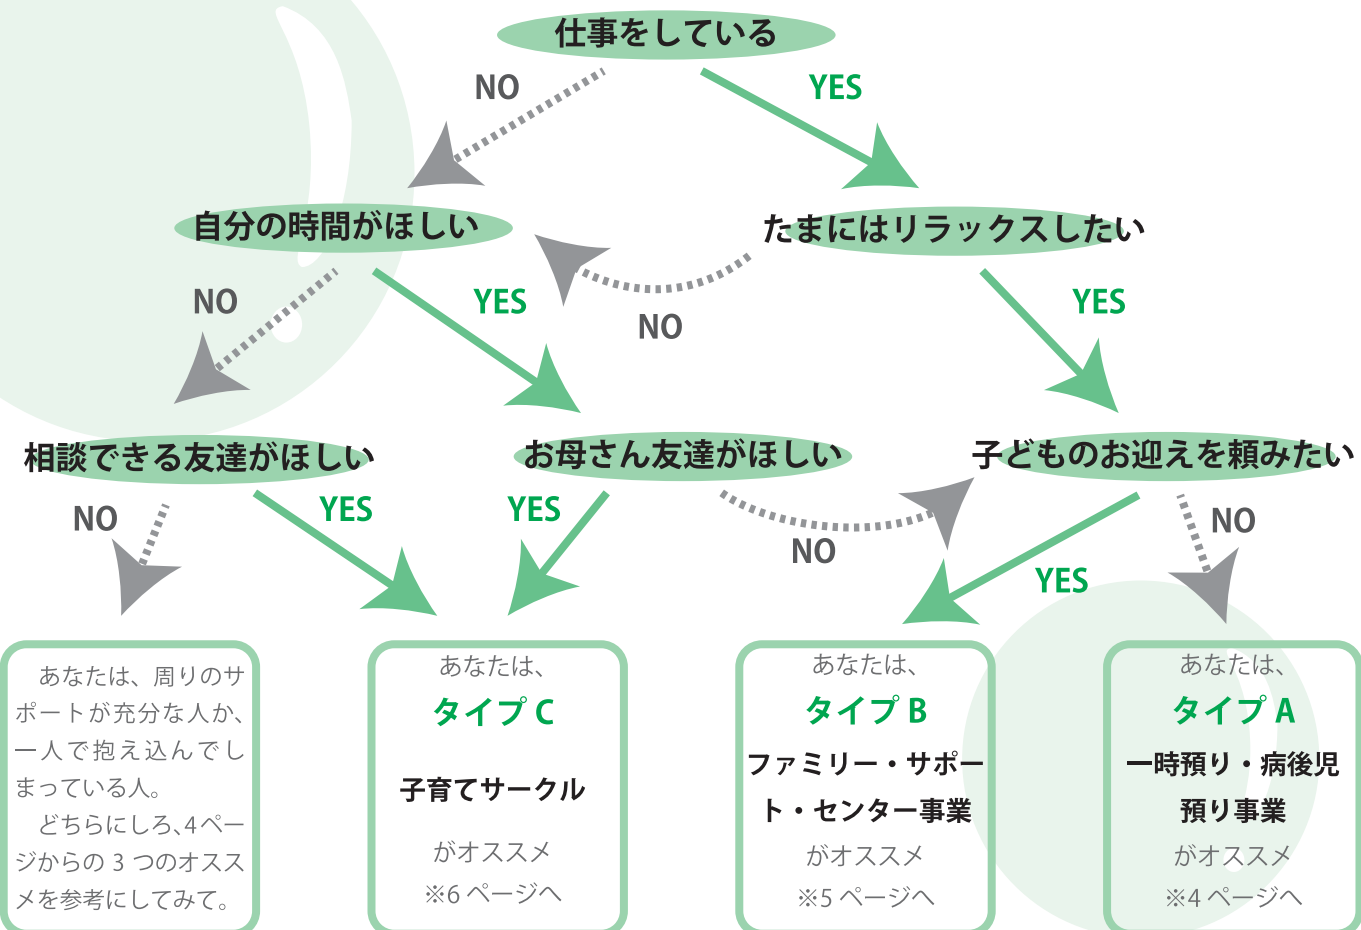 仕事をしている
NO
YES
自分の時間がほしい
たまにはリラックスしたい
NO
YES
NO
YES
相談できる友達がほしい
お母さん友達がほしい
子どものお迎えを頼みたい
NO
YES
YES
NO
YES
NO
あなたは、周りのサ
ポートが充分な人か、
一人で抱え込んでし
まっている人。
どちらにしろ、4ペー
ジからの 3 つのオスス
メを参考にしてみて。
あなたは、
タイプ C
子育てサークル
がオススメ
※6 ページへ
あなたは、
タイプ B
ファミリー・サポー
ト・センター事業
がオススメ
※5 ページへ
あなたは、
タイプ A
一時預り・病後児
預り事業
がオススメ
※4 ページへ